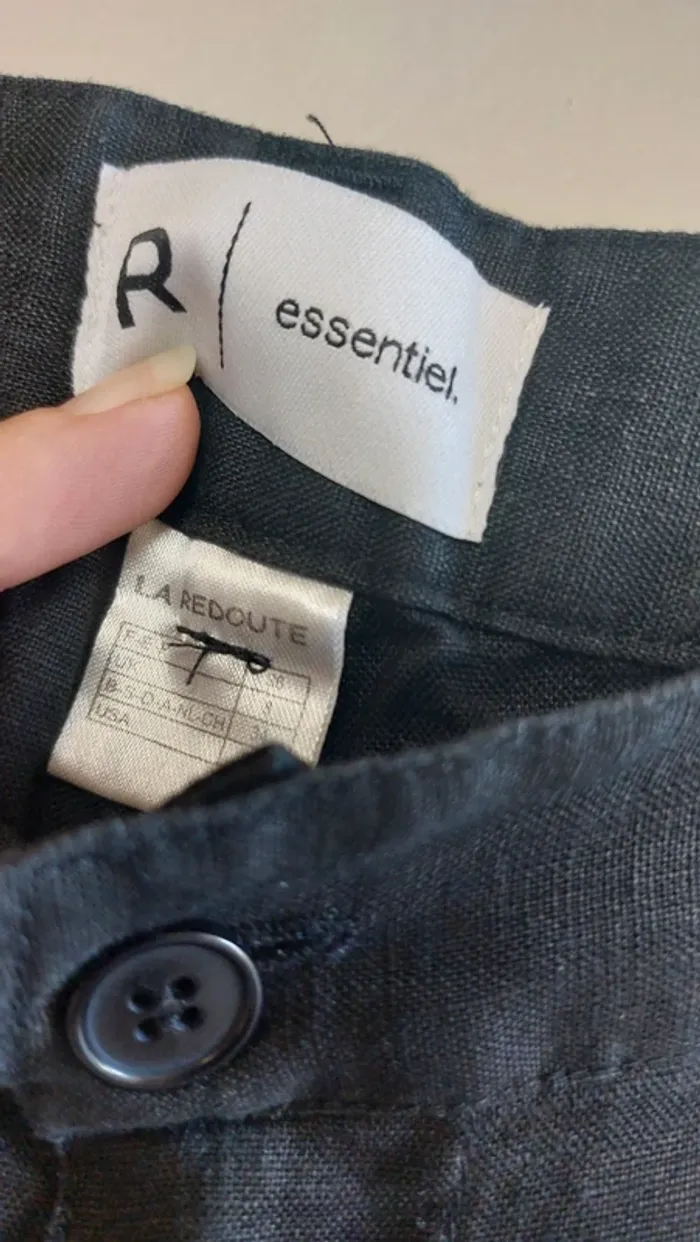 R essentiel.
LA REDOUTE
UK
B-S-D-A-NL-CH
USA